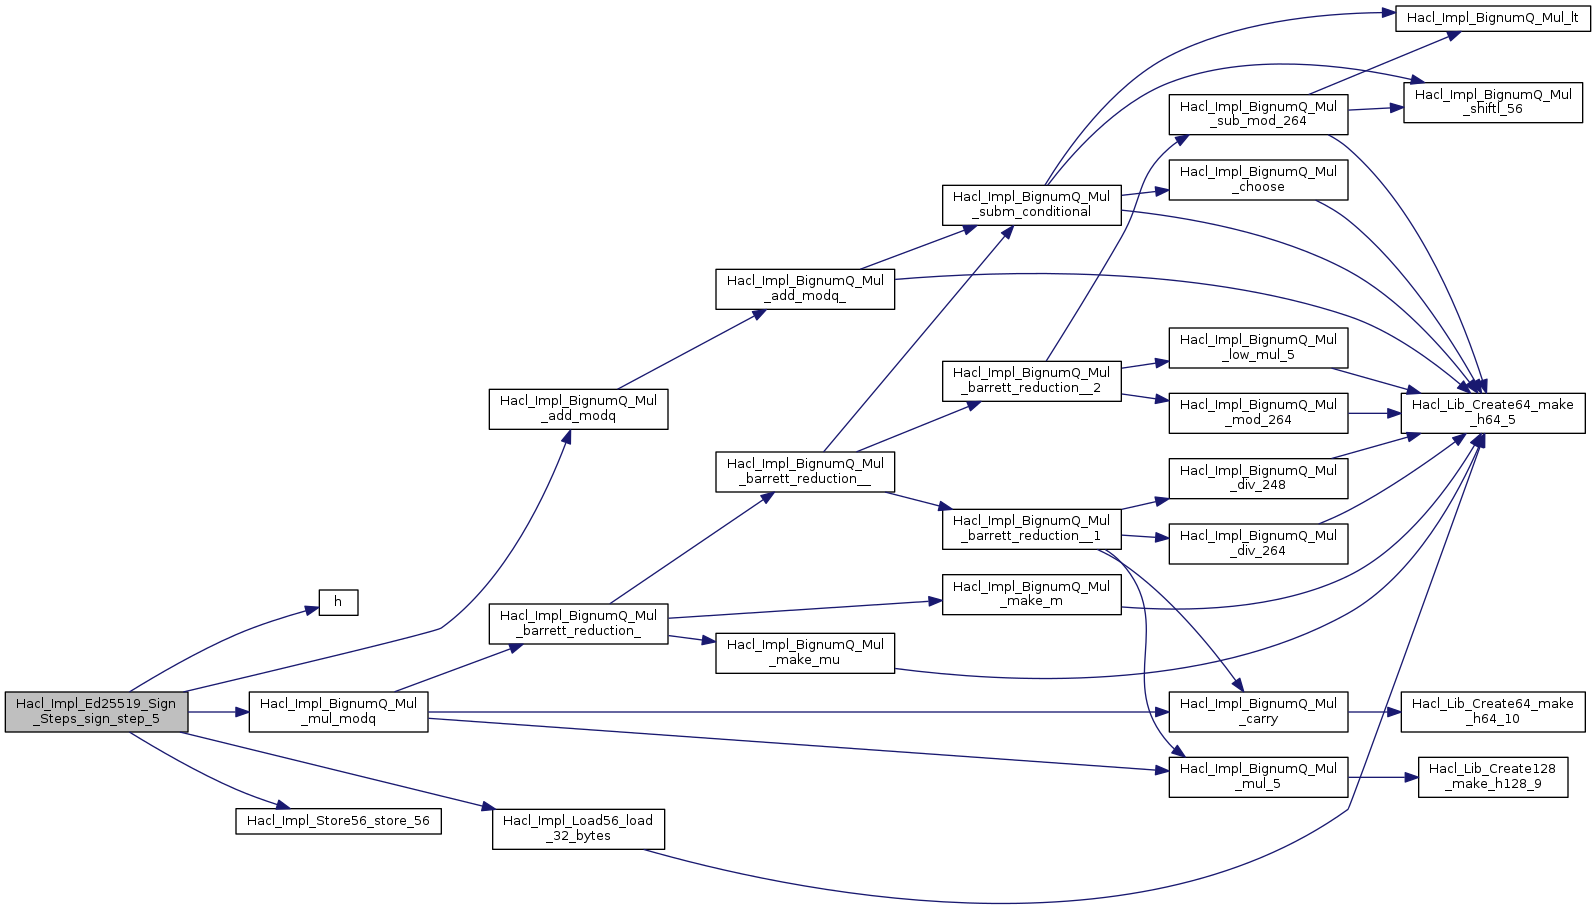 Hacl_Impl_BignumQ_Mul_lt
Hacl_Impl_BignumQ_Mul
_shiftl_56
Hacl_Impl_BignumQ_Mul
_sub_mod_264
Hacl_Impl_BignumQ_Mul
_choose
Hacl_Impl_BignumQ_Mul
_subm_conditional
Hacl_Impl_BignumQ_Mul
_add_modq_
Hacl_Impl_BignumQ_Mul
_low_mul_5
Hacl_Impl_BignumQ_Mul
_barrett_reduction__2
Hacl_Impl_BignumQ_Mul
_add_modq
Hacl_Impl_BignumQ_Mul
_mod_264
Hacl_Lib_Create64_make
_h64_5
Hacl_Impl_BignumQ_Mul
_barrett_reduction__
Hacl_Impl_BignumQ_Mul
_div_248
Hacl_Impl_BignumQ_Mul
_barrett_reduction__1
Hacl_Impl_BignumQ_Mul
_div_264
h
Hacl_Impl_BignumQ_Mul
_make_m
Hacl_Impl_BignumQ_Mul
_barrett_reduction_
Hacl_Impl_BignumQ_Mul
_make_mu
Hacl_Impl_Ed25519_Sign
_Steps_sign_step_5
Hacl_Impl_BignumQ_Mul
_mul_modq
Hacl_Impl_BignumQ_Mul
_carry
Hacl_Lib_Create64_make
_h64_10
Hacl_Impl_BignumQ_Mul
_mul_5
Hacl_Lib_Create128
_make_h128_9
Hacl_Impl_Store56_store_56
Hacl_Impl_Load56_load
_32_bytes